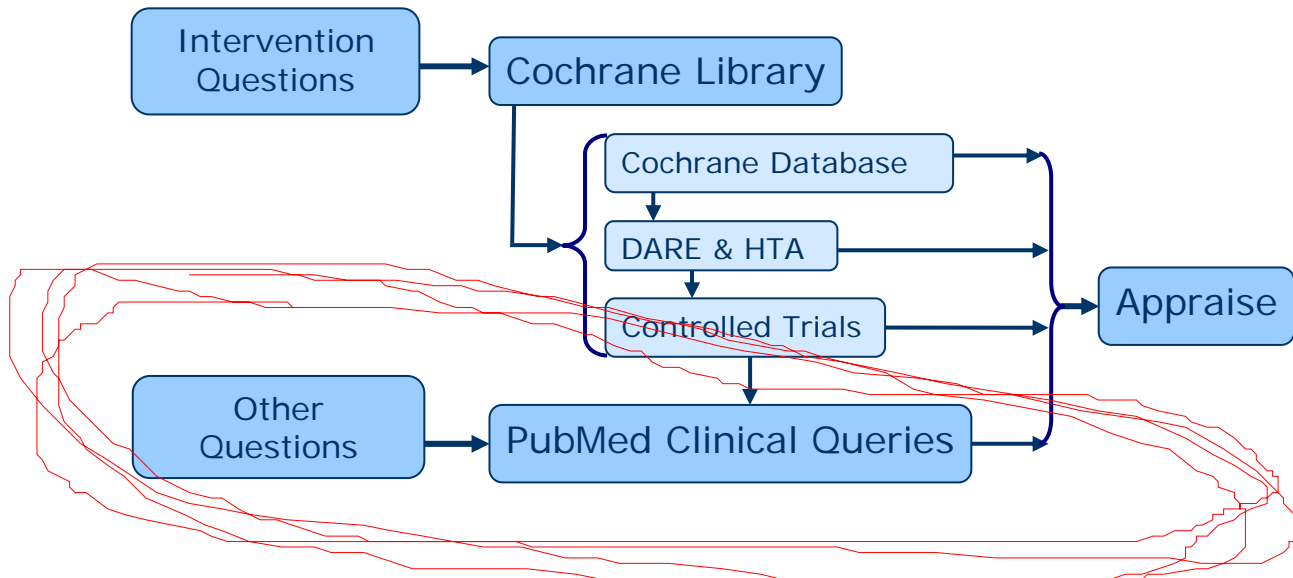 Intervention
Questions
Cochrane Library
Cochrane Database
DARE & HTA
Controlled Trials
Appraise
Other
Questions
PubMed Clinical Queries